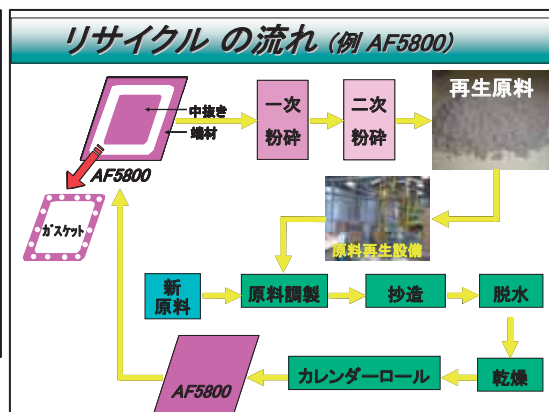 リサイクル の流れ (例 AF5800)
中抜き
端材
AF5800
ガスケット
一次
粉砕
二次
粉砕
再生原料
原料再生設備
新
原料
原料調製
抄造
脱水
乾燥
カレンダーロール
AF5800